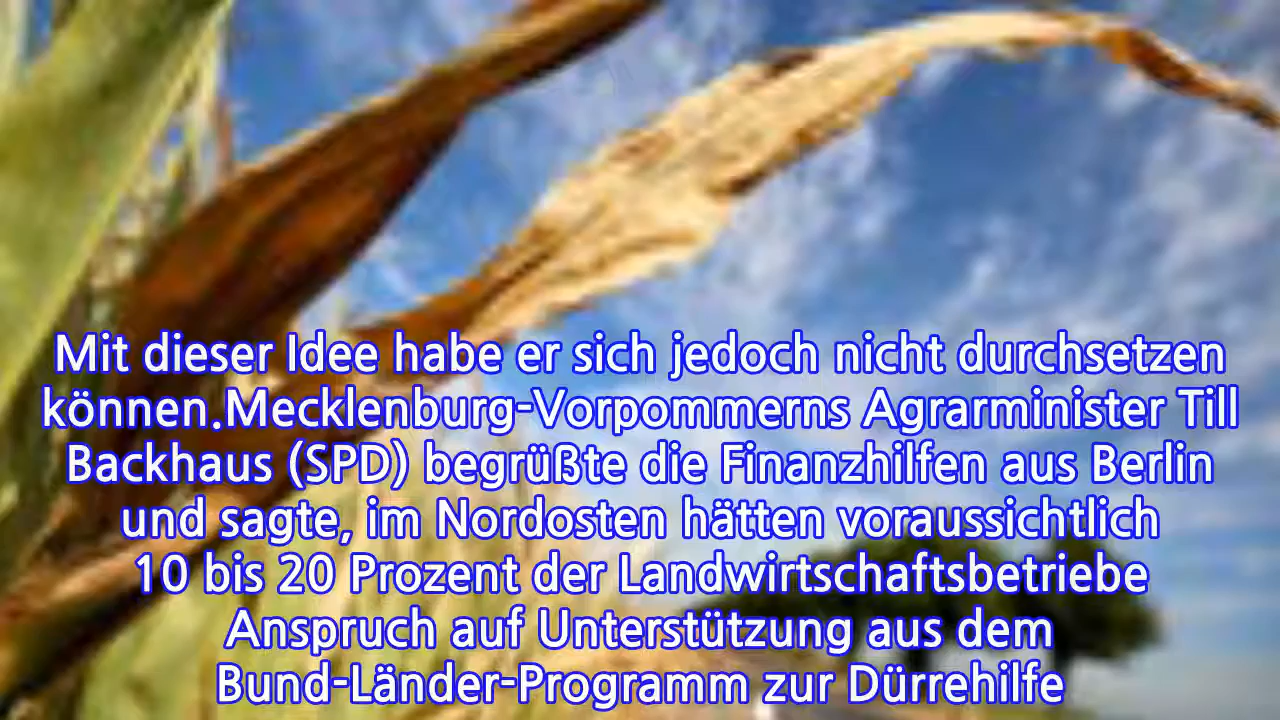 Mit dieser Idee habe er sich jedoch nicht durchsetzen
können.Mecklenburg-Vorpommerns Agrarminister Till
Backhaus (SPD) begrüßte die Finanzhilfen aus Berlin
und sagte, im Nordosten hätten voraussichtlich
10 bis 20 Prozent der Landwirtschaftsbetriebe
Anspruch auf Unterstützung aus dem
Bund-Länder-Programm zur Dürrehilfe